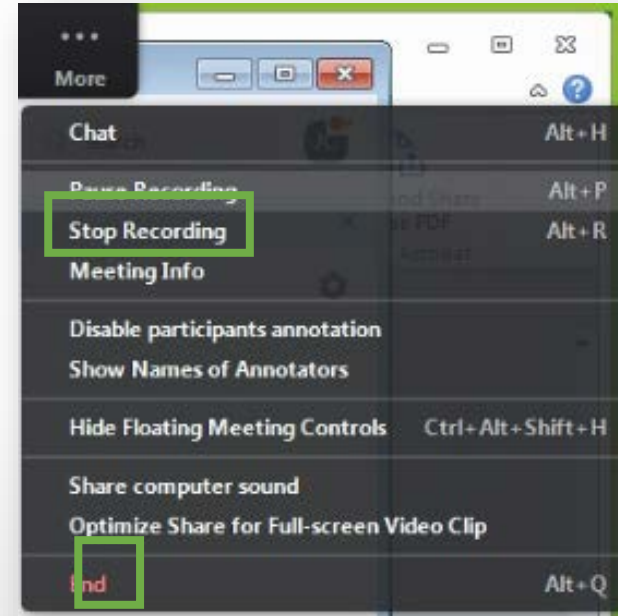 More
Chat Alt+H
Pause Recording Alt+P
Stop Recording Alt+R
Meeting Info
Disable participants annotation
Show Names of Annotators
Hide Floating Meeting Controls Ctrl+Alt+Shift+H
Share computer sound
Optimize Share for Full-screen Video Clip
End Alt+Q